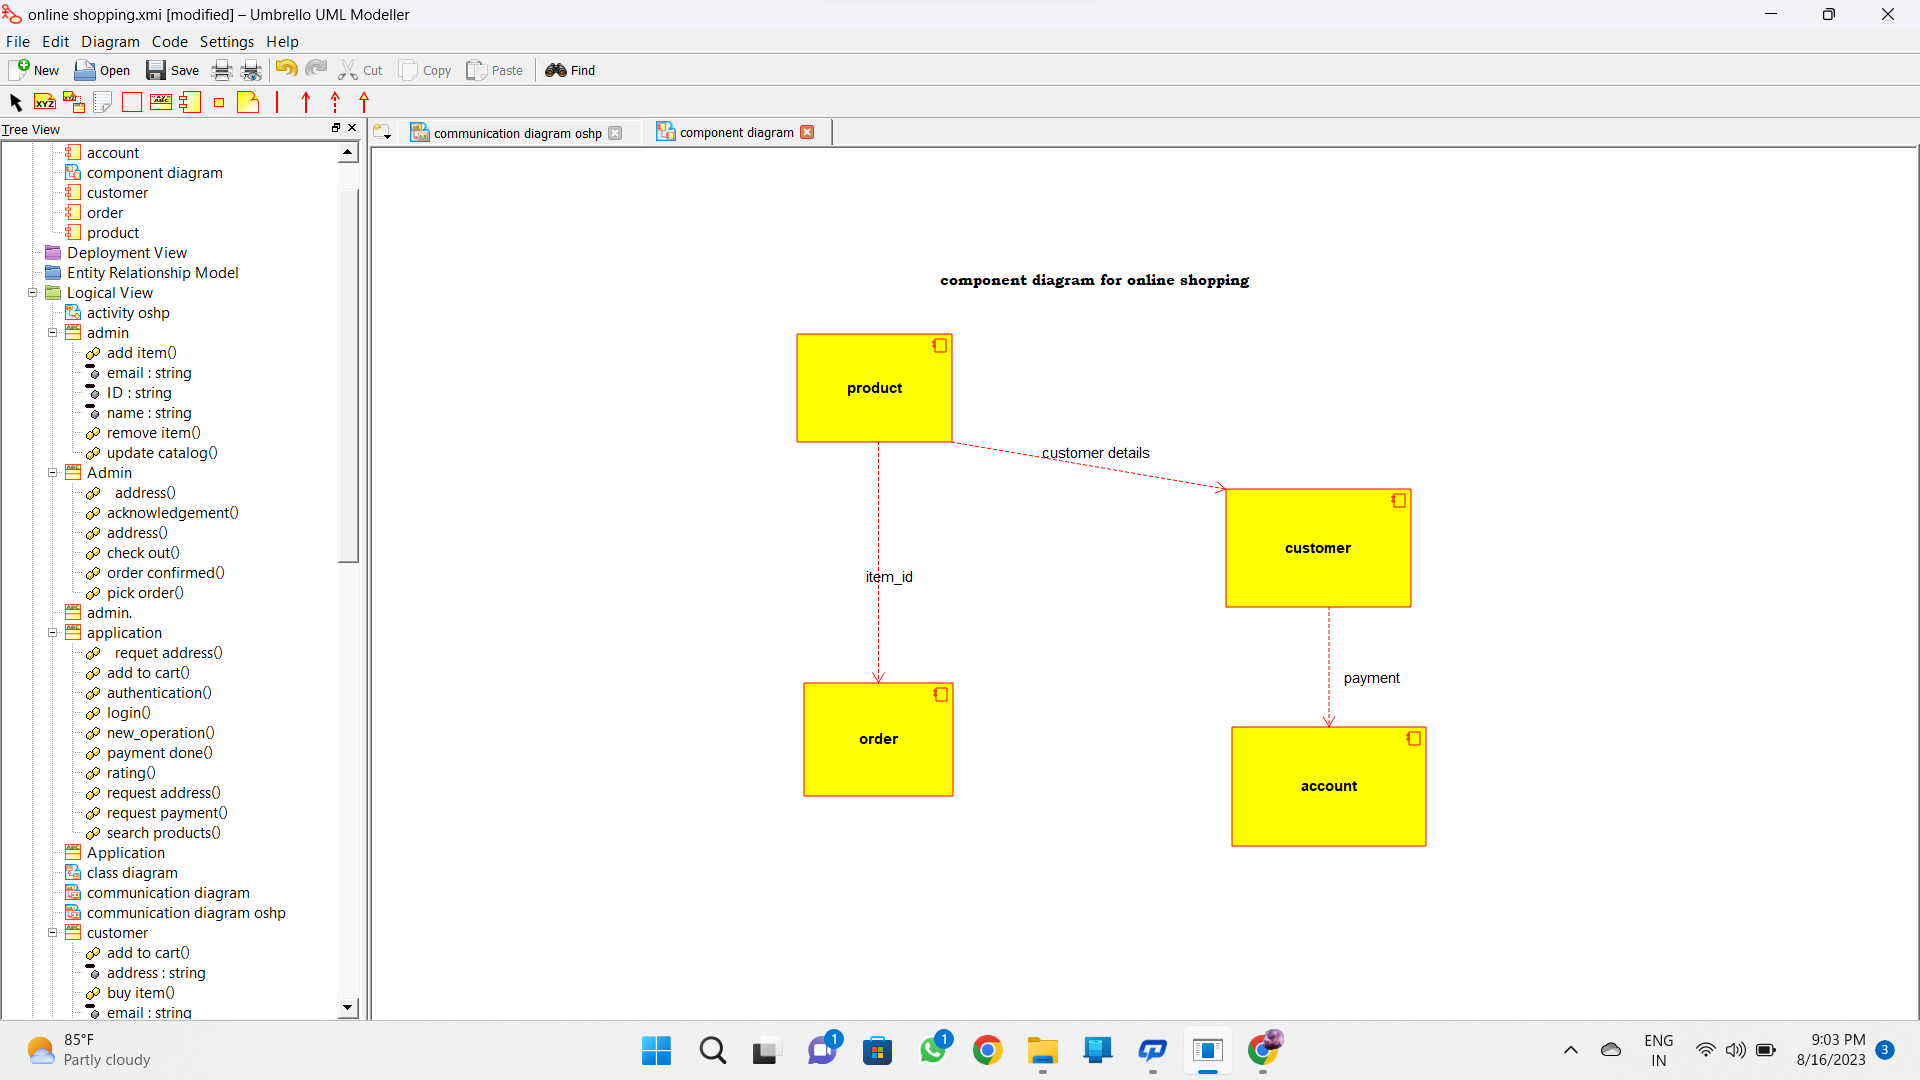 online shopping.xmi [modified] – Umbrello UML Modeller
File Edit Diagram Code Settings Help
New Open Save Cut Copy Paste Find
XYZ XYZ ABC
Tree View
communication diagram oshp
component diagram
account
component diagram
customer
order
product
Deployment View
Entity Relationship Model
Logical View
activity oshp
admin
add item()
email : string
ID : string
name : string
remove item()
update catalog()
Admin
address()
acknowledgement()
address()
check out()
order confirmed()
pick order()
admin.
application
requet address()
add to cart()
authentication()
login()
new_operation()
payment done()
rating()
request address()
request payment()
search products()
Application
class diagram
communication diagram
communication diagram oshp
customer
add to cart()
address : string
buy item()
email : string
component diagram for online shopping
product
customer details
customer
item_id
payment
order
account
85°F
Partly cloudy
1
1
ENG
IN
9:03 PM
8/16/2023
3